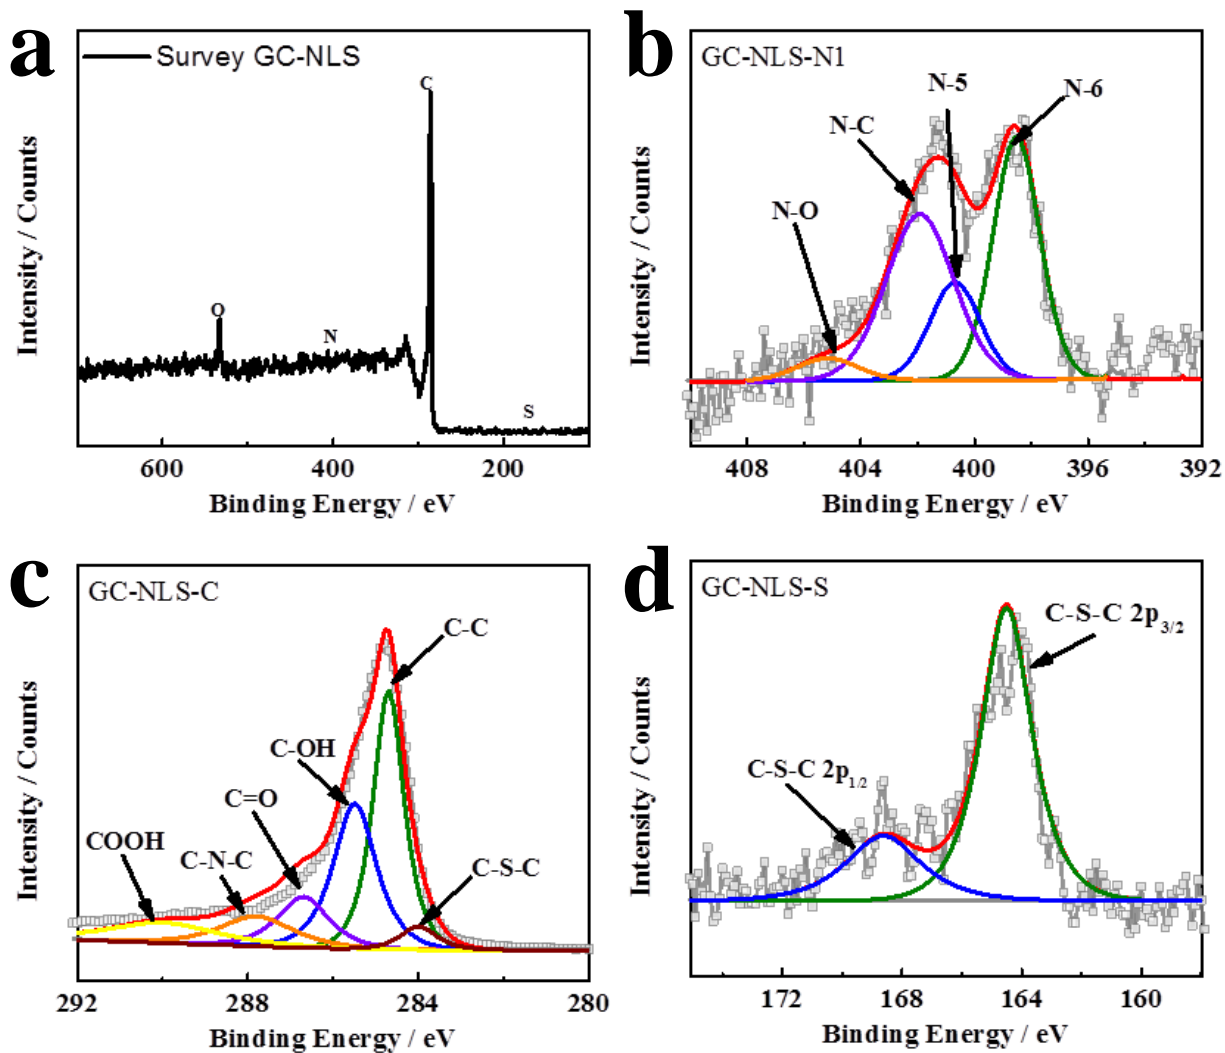 a
Survey GC-NLS
C
O
N
S
Intensity / Counts
600 400 200
Binding Energy / eV
b
GC-NLS-N1
N-5
N-6
N-C
N-O
Intensity / Counts
408 404 400 396 392
Binding Energy / eV
c
GC-NLS-C
C-C
C-OH
C=O
COOH
C-N-C
C-S-C
Intensity / Counts
292 288 284 280
Binding Energy / eV
d
GC-NLS-S
C-S-C 2p3/2
C-S-C 2p1/2
Intensity / Counts
172 168 164 160
Binding Energy / eV